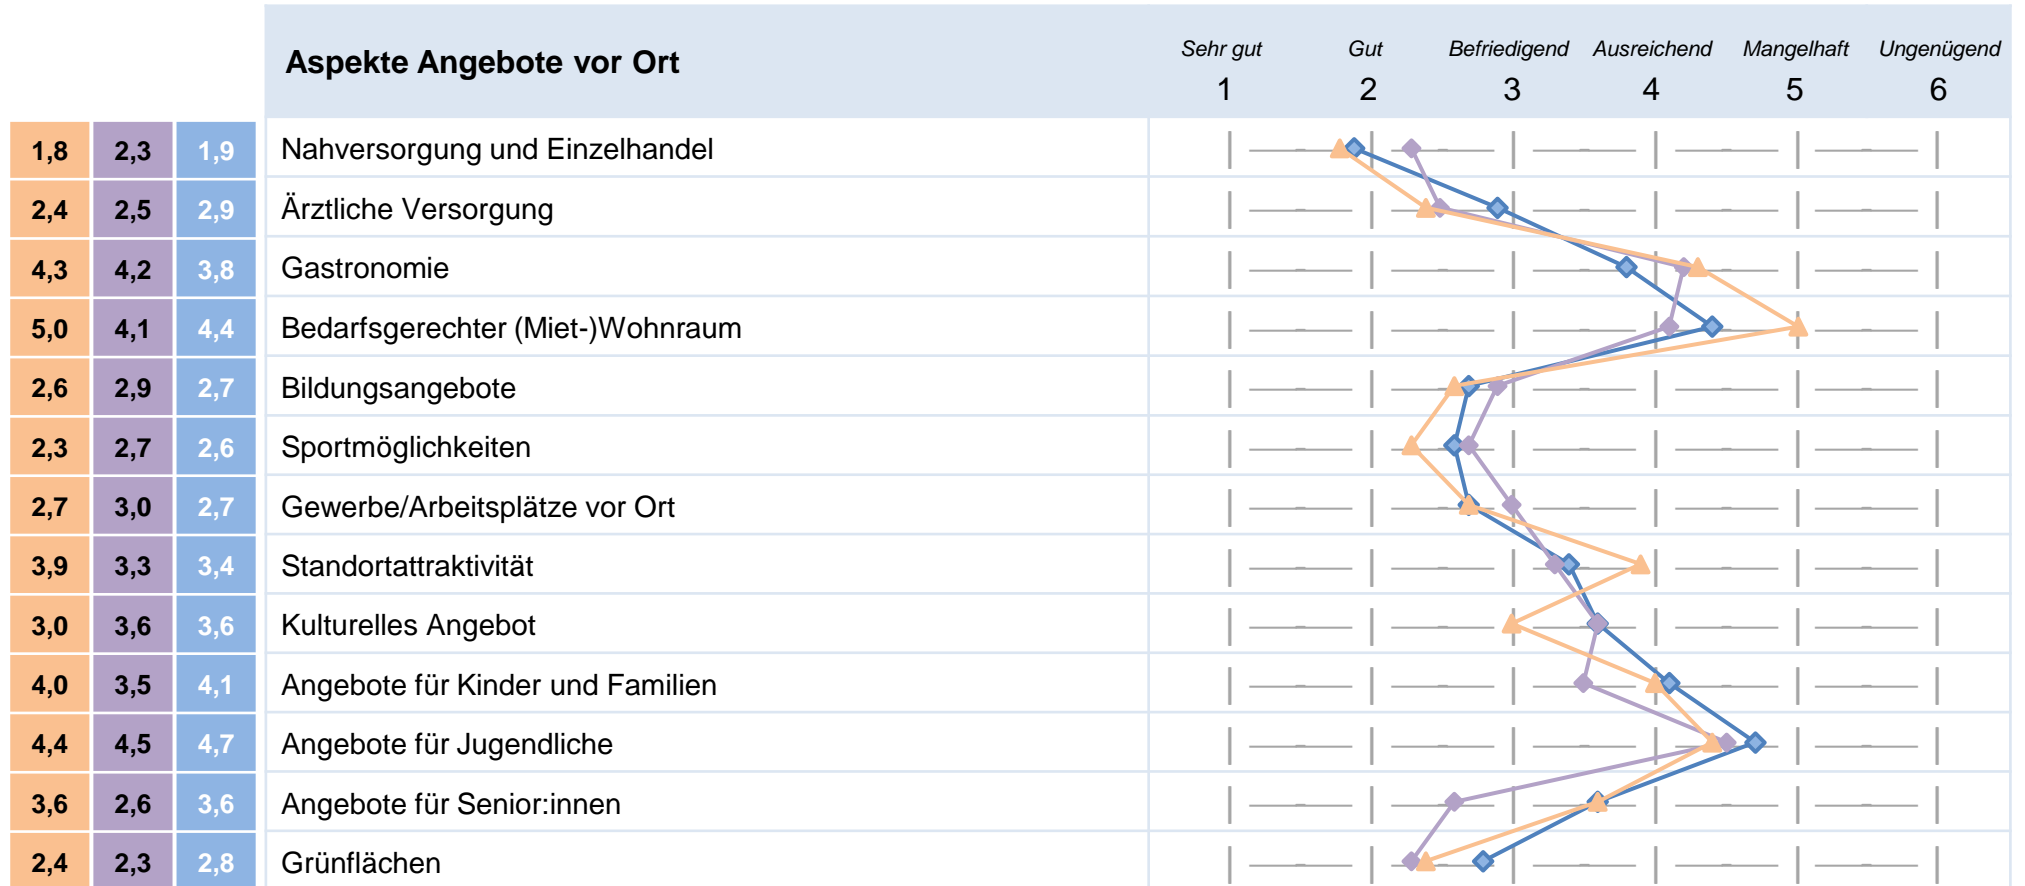 Aspekte Angebote vor Ort
Sehr gut Gut Befriedigend Ausreichend Mangelhaft Ungenügend
1 2 3 4 5 6
1,8 2,3 1,9 Nahversorgung und Einzelhandel
2,4 2,5 2,9 Ärztliche Versorgung
4,3 4,2 3,8 Gastronomie
5,0 4,1 4,4 Bedarfsgerechter (Miet-)Wohnraum
2,6 2,9 2,7 Bildungsangebote
2,3 2,7 2,6 Sportmöglichkeiten
2,7 3,0 2,7 Gewerbe/Arbeitsplätze vor Ort
3,9 3,3 3,4 Standortattraktivität
3,0 3,6 3,6 Kulturelles Angebot
4,0 3,5 4,1 Angebote für Kinder und Familien
4,4 4,5 4,7 Angebote für Jugendliche
3,6 2,6 3,6 Angebote für Senior:innen
2,4 2,3 2,8 Grünflächen